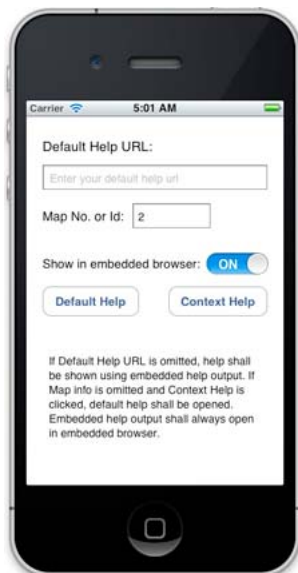 Carrier 5:01 AM
Default Help URL:
Enter your default help url
Map No. or Id: 2
Show in embedded browser: ON
Default Help Context Help
If Default Help URL is omitted, help shall
be shown using embedded help output. If
Map info is omitted and Context Help is
clicked, default help shall be opened.
Embedded help output shall always open
in embedded browser.